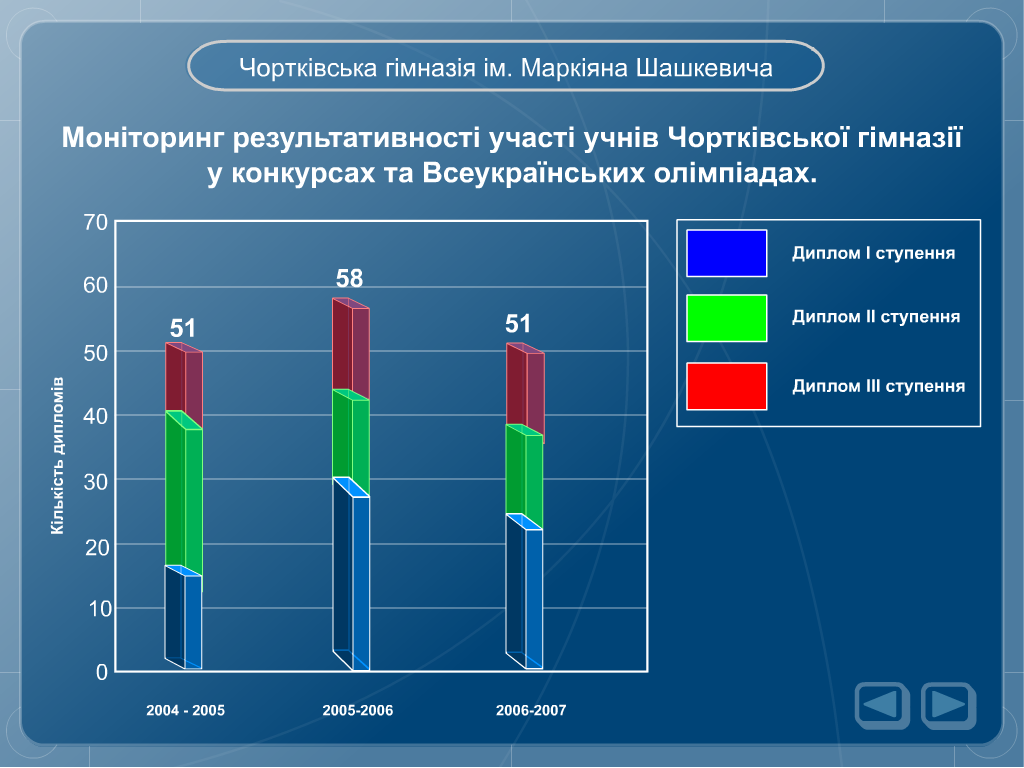 Чортківська гімназія ім. Маркіяна Шашкевича
Моніторинг результативності участі учнів Чортківської гімназії
у конкурсах та Всеукраїнських олімпіадах.
70
60
50
40
30
20
10
0
Кількість дипломів
51
58
51
2004 - 2005
2005-2006
2006-2007
Диплом І ступення
Диплом ІІ ступення
Диплом ІІІ ступення